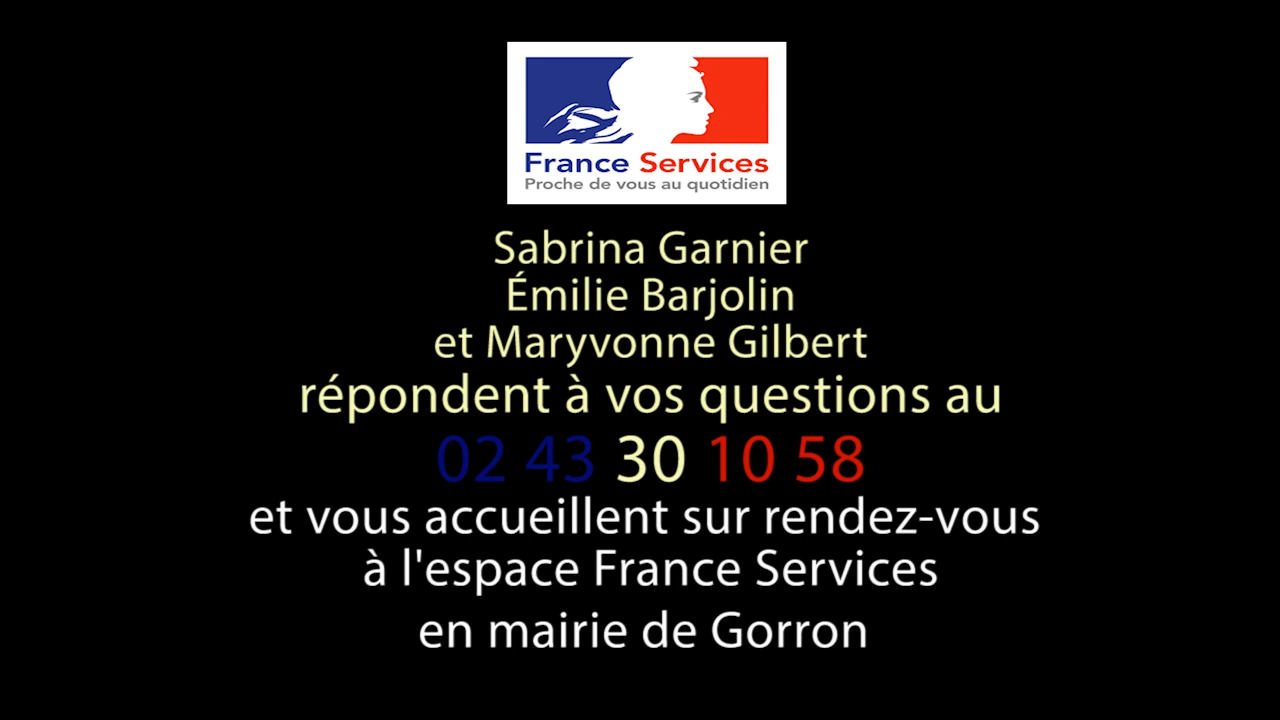 France Services
Proche de vous au quotidien
Sabrina Garnier
Émilie Barjolin
et Maryvonne Gilbert
répondent à vos questions au
02 43 30 10 58
et vous accueillent sur rendez-vous
à l'espace France Services
en mairie de Gorron